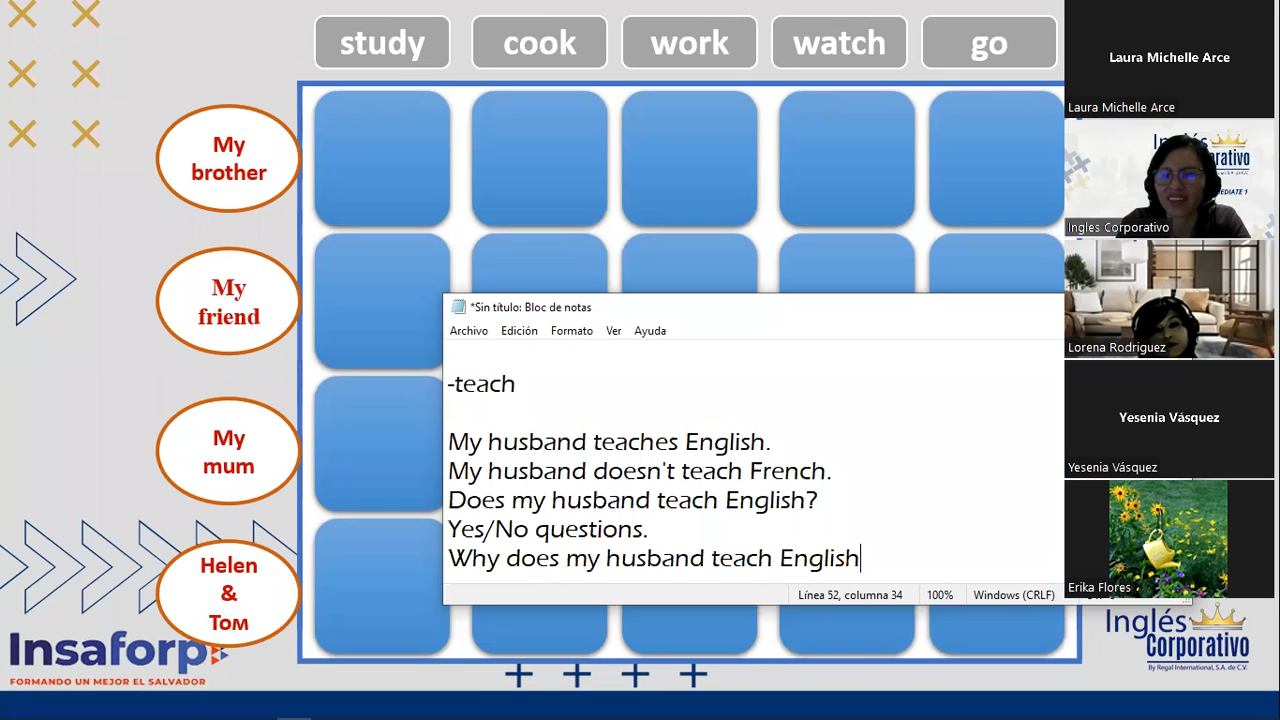 study
cook
work
watch
go
My
brother
My
friend
My
mum
Helen
&
Том
*Sin título: Bloc de notas
Archivo
Edición
Formato
Ver
Ayuda
-teach
My husband teaches English.
My husband doesn't teach French.
Does my husband teach English?
Yes/No questions.
Why does my husband teach English
Línea 52, columna 34
100%
Windows (CRLF)
Laura Michelle Arce
Laura Michelle Arce
Inglés
Ingles Corporativo
Lorena Rodriguez
Yesenia Vásquez
Yesenia Vásquez
Erika Flores
Insaforp
FORMANDO UN MEJOR EL SALVADOR
Inglés
Corporativo
By Regal International, S.A. de C.V.